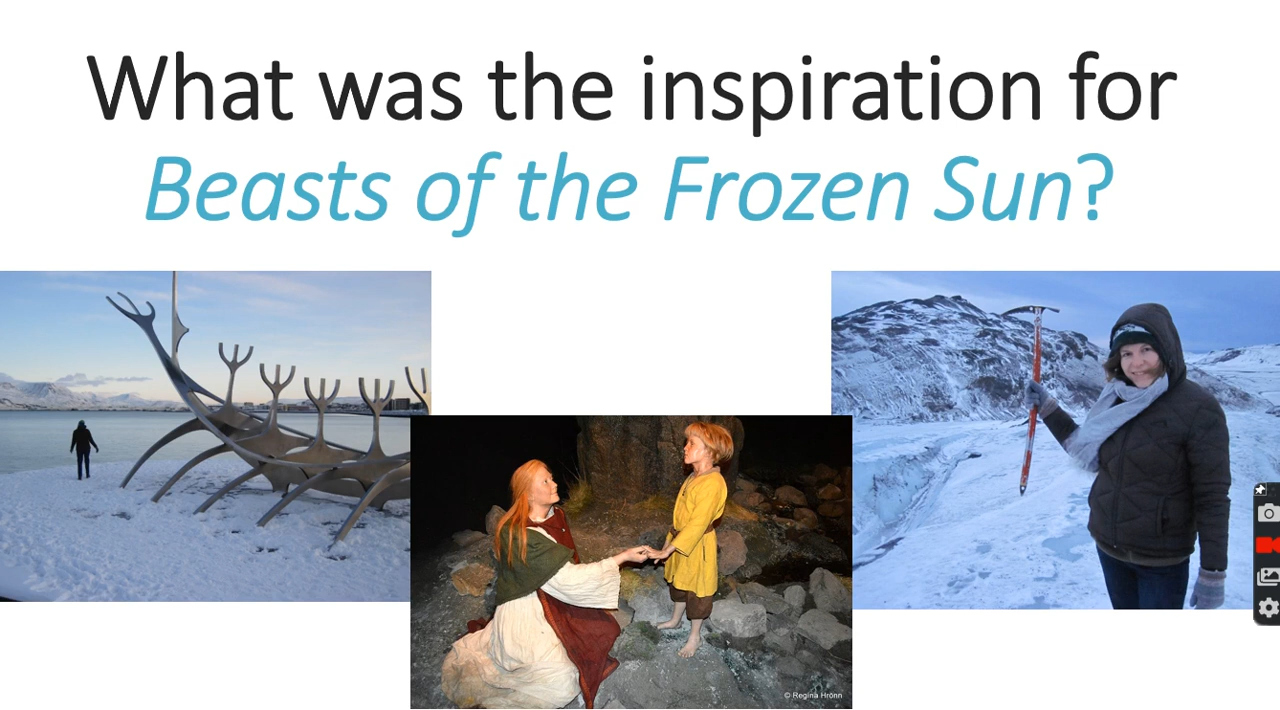 What was the inspiration for
Beasts of the Frozen Sun?
© Regina Hrönn